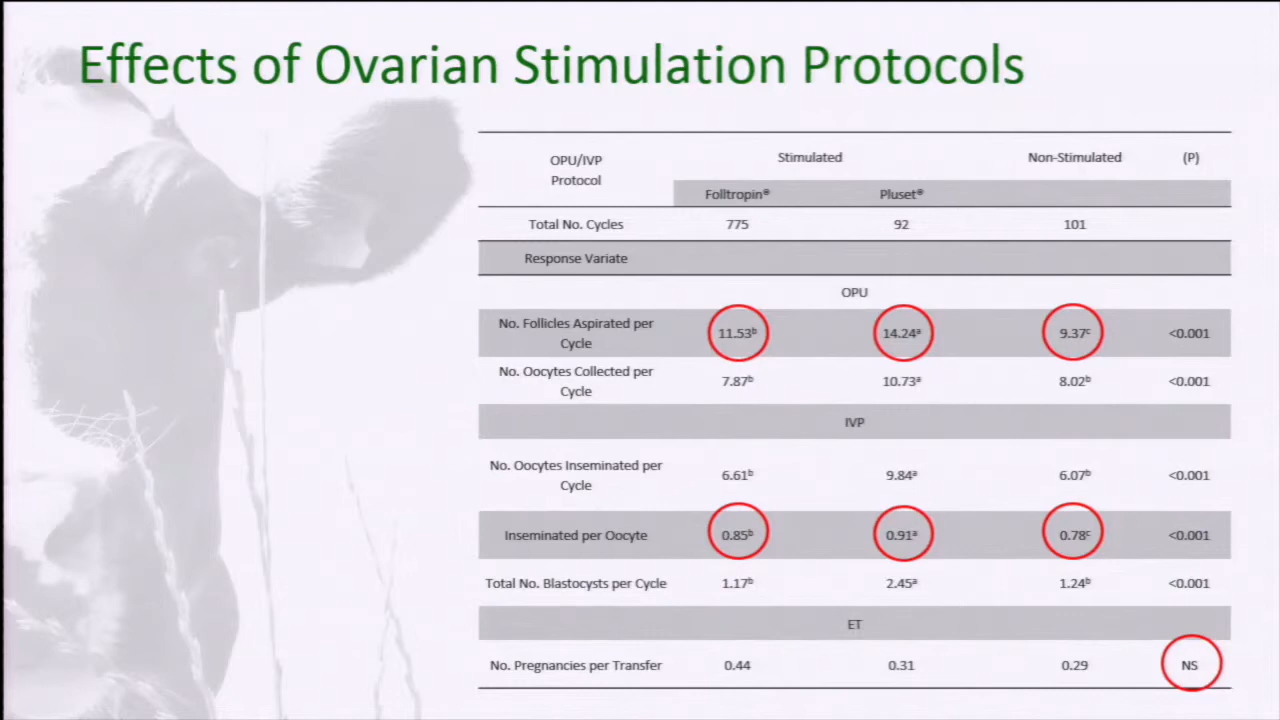 Effects of Ovarian Stimulation Protocols
OPU/IVP
Protocol
Stimulated
Non-Stimulated
(P)
Folltropin®
Pluset®
Total No. Cycles
775
92
101
Response Variate
OPU
No. Follicles Aspirated per
Cycle
11.53ᵇ
14.24ᵃ
9.37ᶜ
<0.001
No. Oocytes Collected per
Cycle
7.87ᵇ
10.73ᵃ
8.02ᵇ
<0.001
IVP
No. Oocytes Inseminated per
Cycle
6.61ᵇ
9.84ᵃ
6.07ᵇ
<0.001
Inseminated per Oocyte
0.85ᵇ
0.91ᵃ
0.78ᶜ
<0.001
Total No. Blastocysts per Cycle
1.17ᵇ
2.45ᵃ
1.24ᵇ
<0.001
ET
No. Pregnancies per Transfer
0.44
0.31
0.29
NS